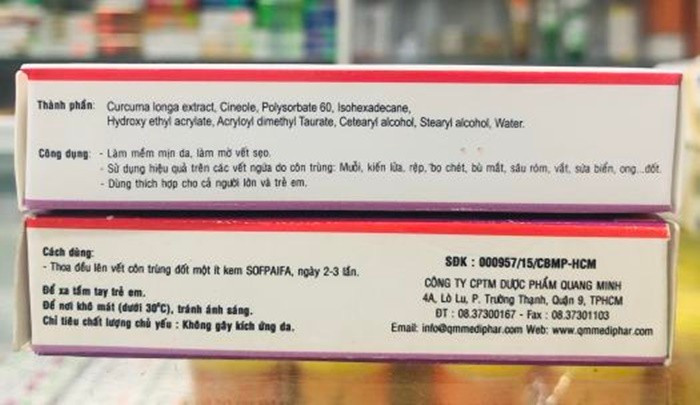 Thành phần: Curcuma longa extract, Cineole, Polysorbate 60, Isohexadecane,
Hydroxy ethyl acrylate, Acryloyl dimethyl Taurate, Cetearyl alcohol, Stearyl alcohol, Water.
Công dụng: - Làm mềm mịn da, làm mờ vết sẹo.
- Sử dụng hiệu quả trên các vết ngứa do côn trùng: Muỗi, kiến lửa, rệp, bọ chét, bù mắt, sâu róm, vắt, sứa biển, ong...đốt.
- Dùng thích hợp cho cả người lớn và trẻ em.
Cách dùng:
- Thoa đều lên vết côn trùng đốt một ít kem SOFPAIFA, ngày 2-3 lần.
Để xa tầm tay trẻ em.
Để nơi khô mát (dưới 30°C), tránh ánh sáng.
Chỉ tiêu chất lượng chủ yếu : Không gây kích ứng da.
SĐK : 000957/15/CBMP-HCM
CÔNG TY CPTM DƯỢC PHẨM QUANG MINH
4A, Lò Lu, P. Trường Thạnh, Quận 9, TPHCM
ĐT : 08.37300167 - Fax : 08.37301103
Email: info@qmmediphar.com Web: www.qmmediphar.com